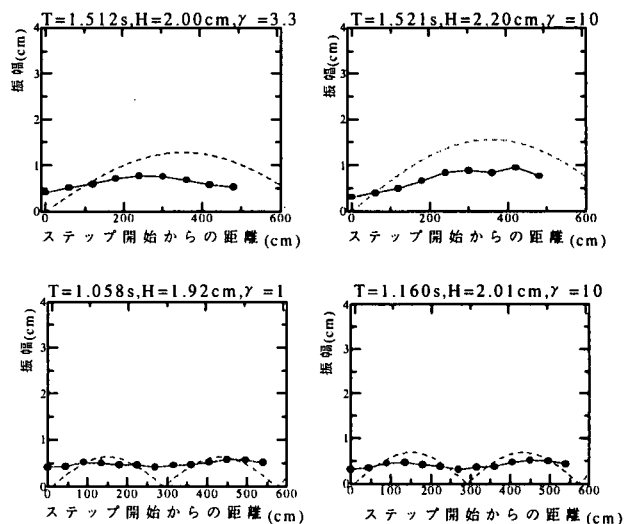 T=1.512s,H=2.00cm,γ=3.3
振幅(cm)
4
3
2
1
0
0 200 400 600
ステップ開始からの距離(cm)
T=1.521s,H=2.20cm,γ=10
振幅(cm)
4
3
2
1
0
0 200 400 600
ステップ開始からの距離(cm)
T=1.058s,H=1.92cm,γ=1
振幅(cm)
4
3
2
1
0
0 100 200 300 400 500 600
ステップ開始からの距離(cm)
T=1.160s,H=2.01cm,γ=10
振幅(cm)
4
3
2
1
0
0 100 200 300 400 500 600
ステップ開始からの距離(cm)